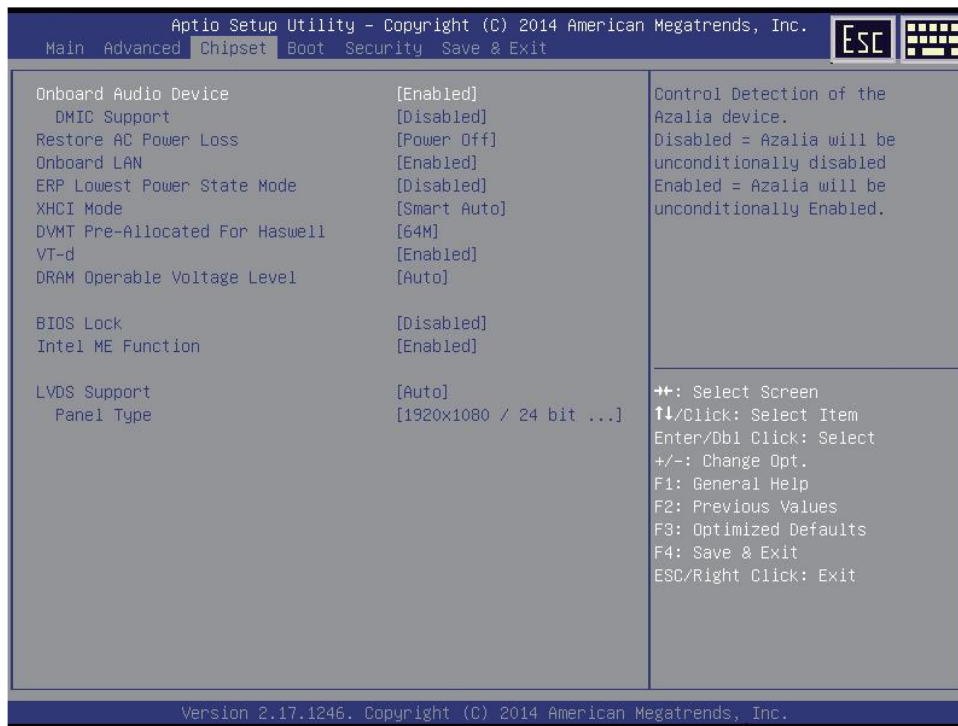 Aptio Setup Utility – Copyright (C) 2014 American Megatrends, Inc.
Main Advanced Chipset Boot Security Save & Exit
Esc
Onboard Audio Device [Enabled]
DMIC Support [Disabled]
Restore AC Power Loss [Power Off]
Onboard LAN [Enabled]
ERP Lowest Power State Mode [Disabled]
XHCI Mode [Smart Auto]
DVMT Pre-Allocated For Haswell [64M]
VT-d [Enabled]
DRAM Operable Voltage Level [Auto]
BIOS Lock [Disabled]
Intel ME Function [Enabled]
LVDS Support [Auto]
Panel Type [1920x1080 / 24 bit ...]
Control Detection of the
Azalia device.
Disabled = Azalia will be
unconditionally disabled
Enabled = Azalia will be
unconditionally Enabled.
→←: Select Screen
↑↓/Click: Select Item
Enter/Dbl Click: Select
+/-: Change Opt.
F1: General Help
F2: Previous Values
F3: Optimized Defaults
F4: Save & Exit
ESC/Right Click: Exit
Version 2.17.1246. Copyright (C) 2014 American Megatrends, Inc.